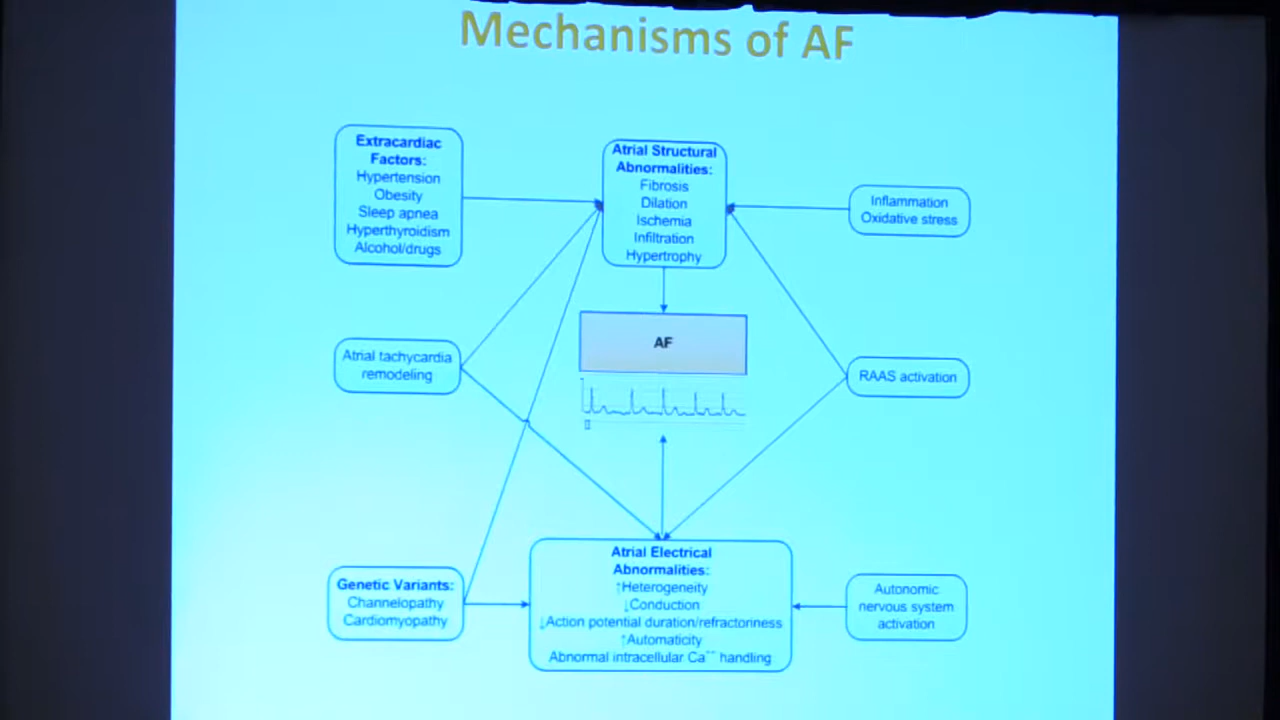 Mechanisms of AF
Extracardiac
Factors:
Hypertension
Obesity
Sleep apnea
Hyperthyroidism
Alcohol/drugs
Atrial Structural
Abnormalities:
Fibrosis
Dilation
Ischemia
Infiltration
Hypertrophy
Inflammation
Oxidative stress
Atrial tachycardia
remodeling
AF
RAAS activation
Genetic Variants:
Channelopathy
Cardiomyopathy
Atrial Electrical
Abnormalities:
↑Heterogeneity
↓Conduction
↓Action potential duration/refractoriness
↑Automaticity
Abnormal intracellular Ca⁺⁺ handling
Autonomic
nervous system
activation